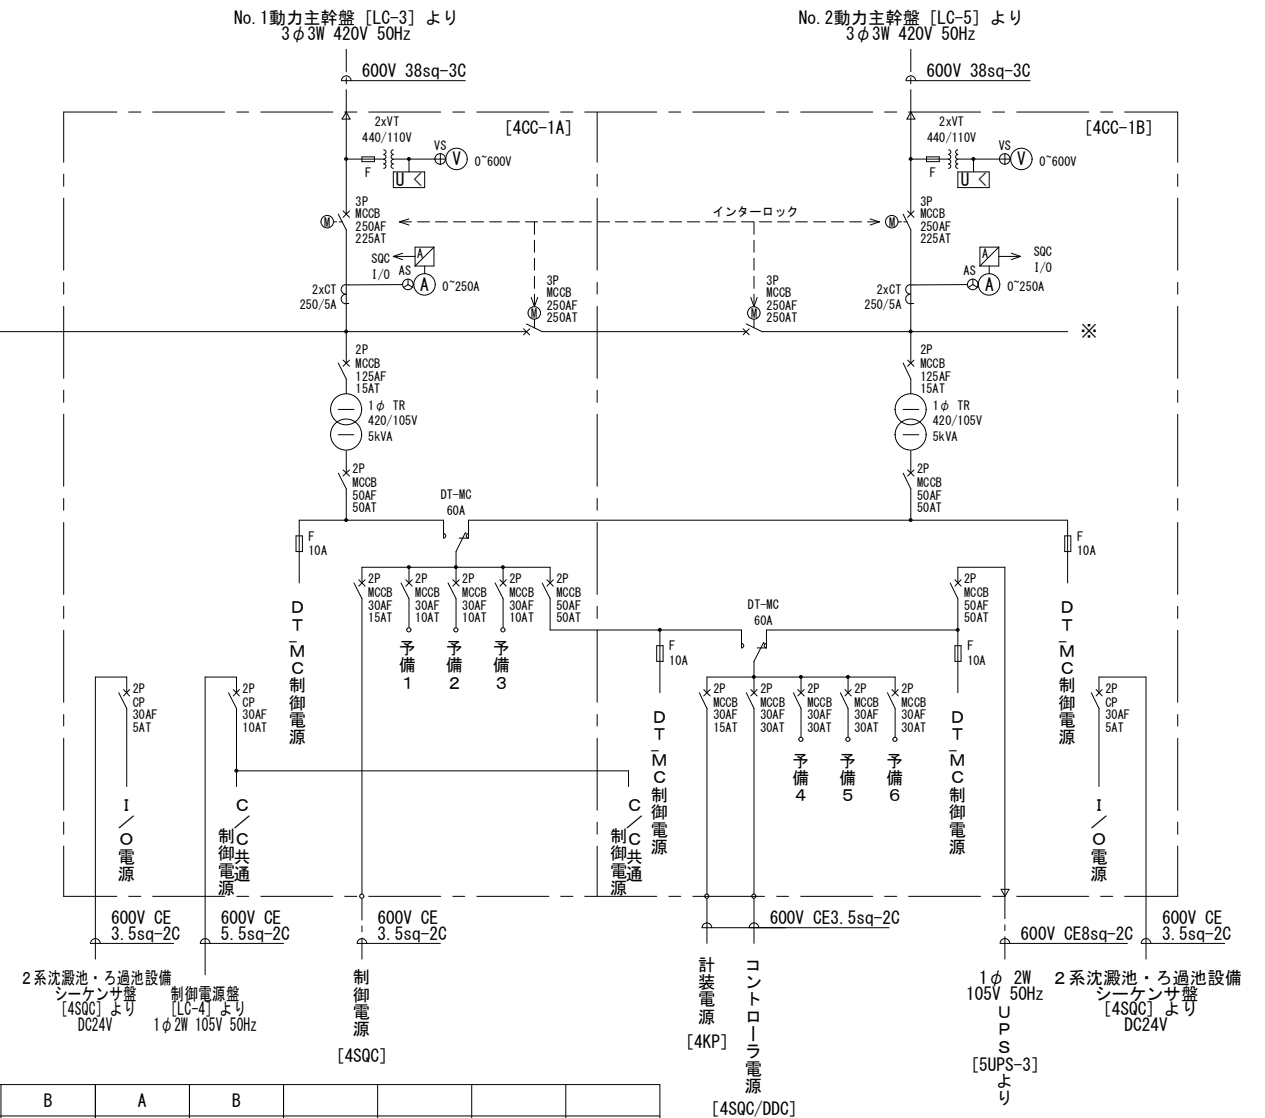 No.1動力主幹盤 [LC-3] より
3φ3W 420V 50Hz
600V 38sq-3C
No.2動力主幹盤 [LC-5] より
3φ3W 420V 50Hz
600V 38sq-3C
[4CC-1A]
2xVT
440/110V
F
VS
V
0~600V
U<
3P
MCCB
250AF
225AT
M
インターロック
SQC
I/O
A
AS
A
0~250A
2xCT
250/5A
3P
MCCB
250AF
250AT
M
[4CC-1B]
2xVT
440/110V
F
VS
V
0~600V
U<
3P
MCCB
250AF
225AT
M
SQC
I/O
A
AS
A
0~250A
2xCT
250/5A
3P
MCCB
250AF
250AT
M
※
2P
MCCB
125AF
15AT
1φ TR
420/105V
5kVA
2P
MCCB
50AF
50AT
2P
MCCB
125AF
15AT
1φ TR
420/105V
5kVA
2P
MCCB
50AF
50AT
DT-MC
60A
F
10A
DT-MC制御電源
F
10A
DT-MC制御電源
2P
MCCB
30AF
15AT
2P
MCCB
30AF
10AT
予備1
2P
MCCB
30AF
10AT
予備2
2P
MCCB
30AF
10AT
予備3
2P
MCCB
50AF
50AT
2P
MCCB
50AF
50AT
DT-MC
60A
F
10A
DT-MC制御電源
F
10A
DT-MC制御電源
2P
MCCB
30AF
15AT
2P
MCCB
30AF
30AT
2P
MCCB
30AF
30AT
予備4
2P
MCCB
30AF
30AT
予備5
2P
MCCB
30AF
30AT
予備6
2P
CP
30AF
5AT
I/O電源
2P
CP
30AF
10AT
C/C共通
制御電源
C/C共通
制御電源
2P
CP
30AF
5AT
I/O電源
600V CE
3.5sq-2C
2系沈澱池・ろ過池設備
シーケンサ盤
[4SQC] より
DC24V
600V CE
5.5sq-2C
制御電源盤
[LC-4] より
1φ2W 105V 50Hz
600V CE
3.5sq-2C
制御電源
[4SQC]
600V CE3.5sq-2C
計装電源
[4KP]
コントローラ電源
[4SQC/DDC]
600V CE8sq-2C
1φ 2W
105V 50Hz
UPS
[5UPS-3]
より
600V CE
3.5sq-2C
2系沈澱池・ろ過池設備
シーケンサ盤
[4SQC] より
DC24V
B A B